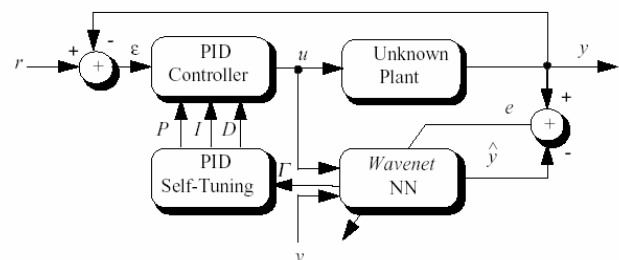 r
+
-
+
ε
PID
Controller
u
Unknown
Plant
y
P
I
D
e
+
+
-
ŷ
PID
Self-Tuning
Γ
Wavenet
NN
v